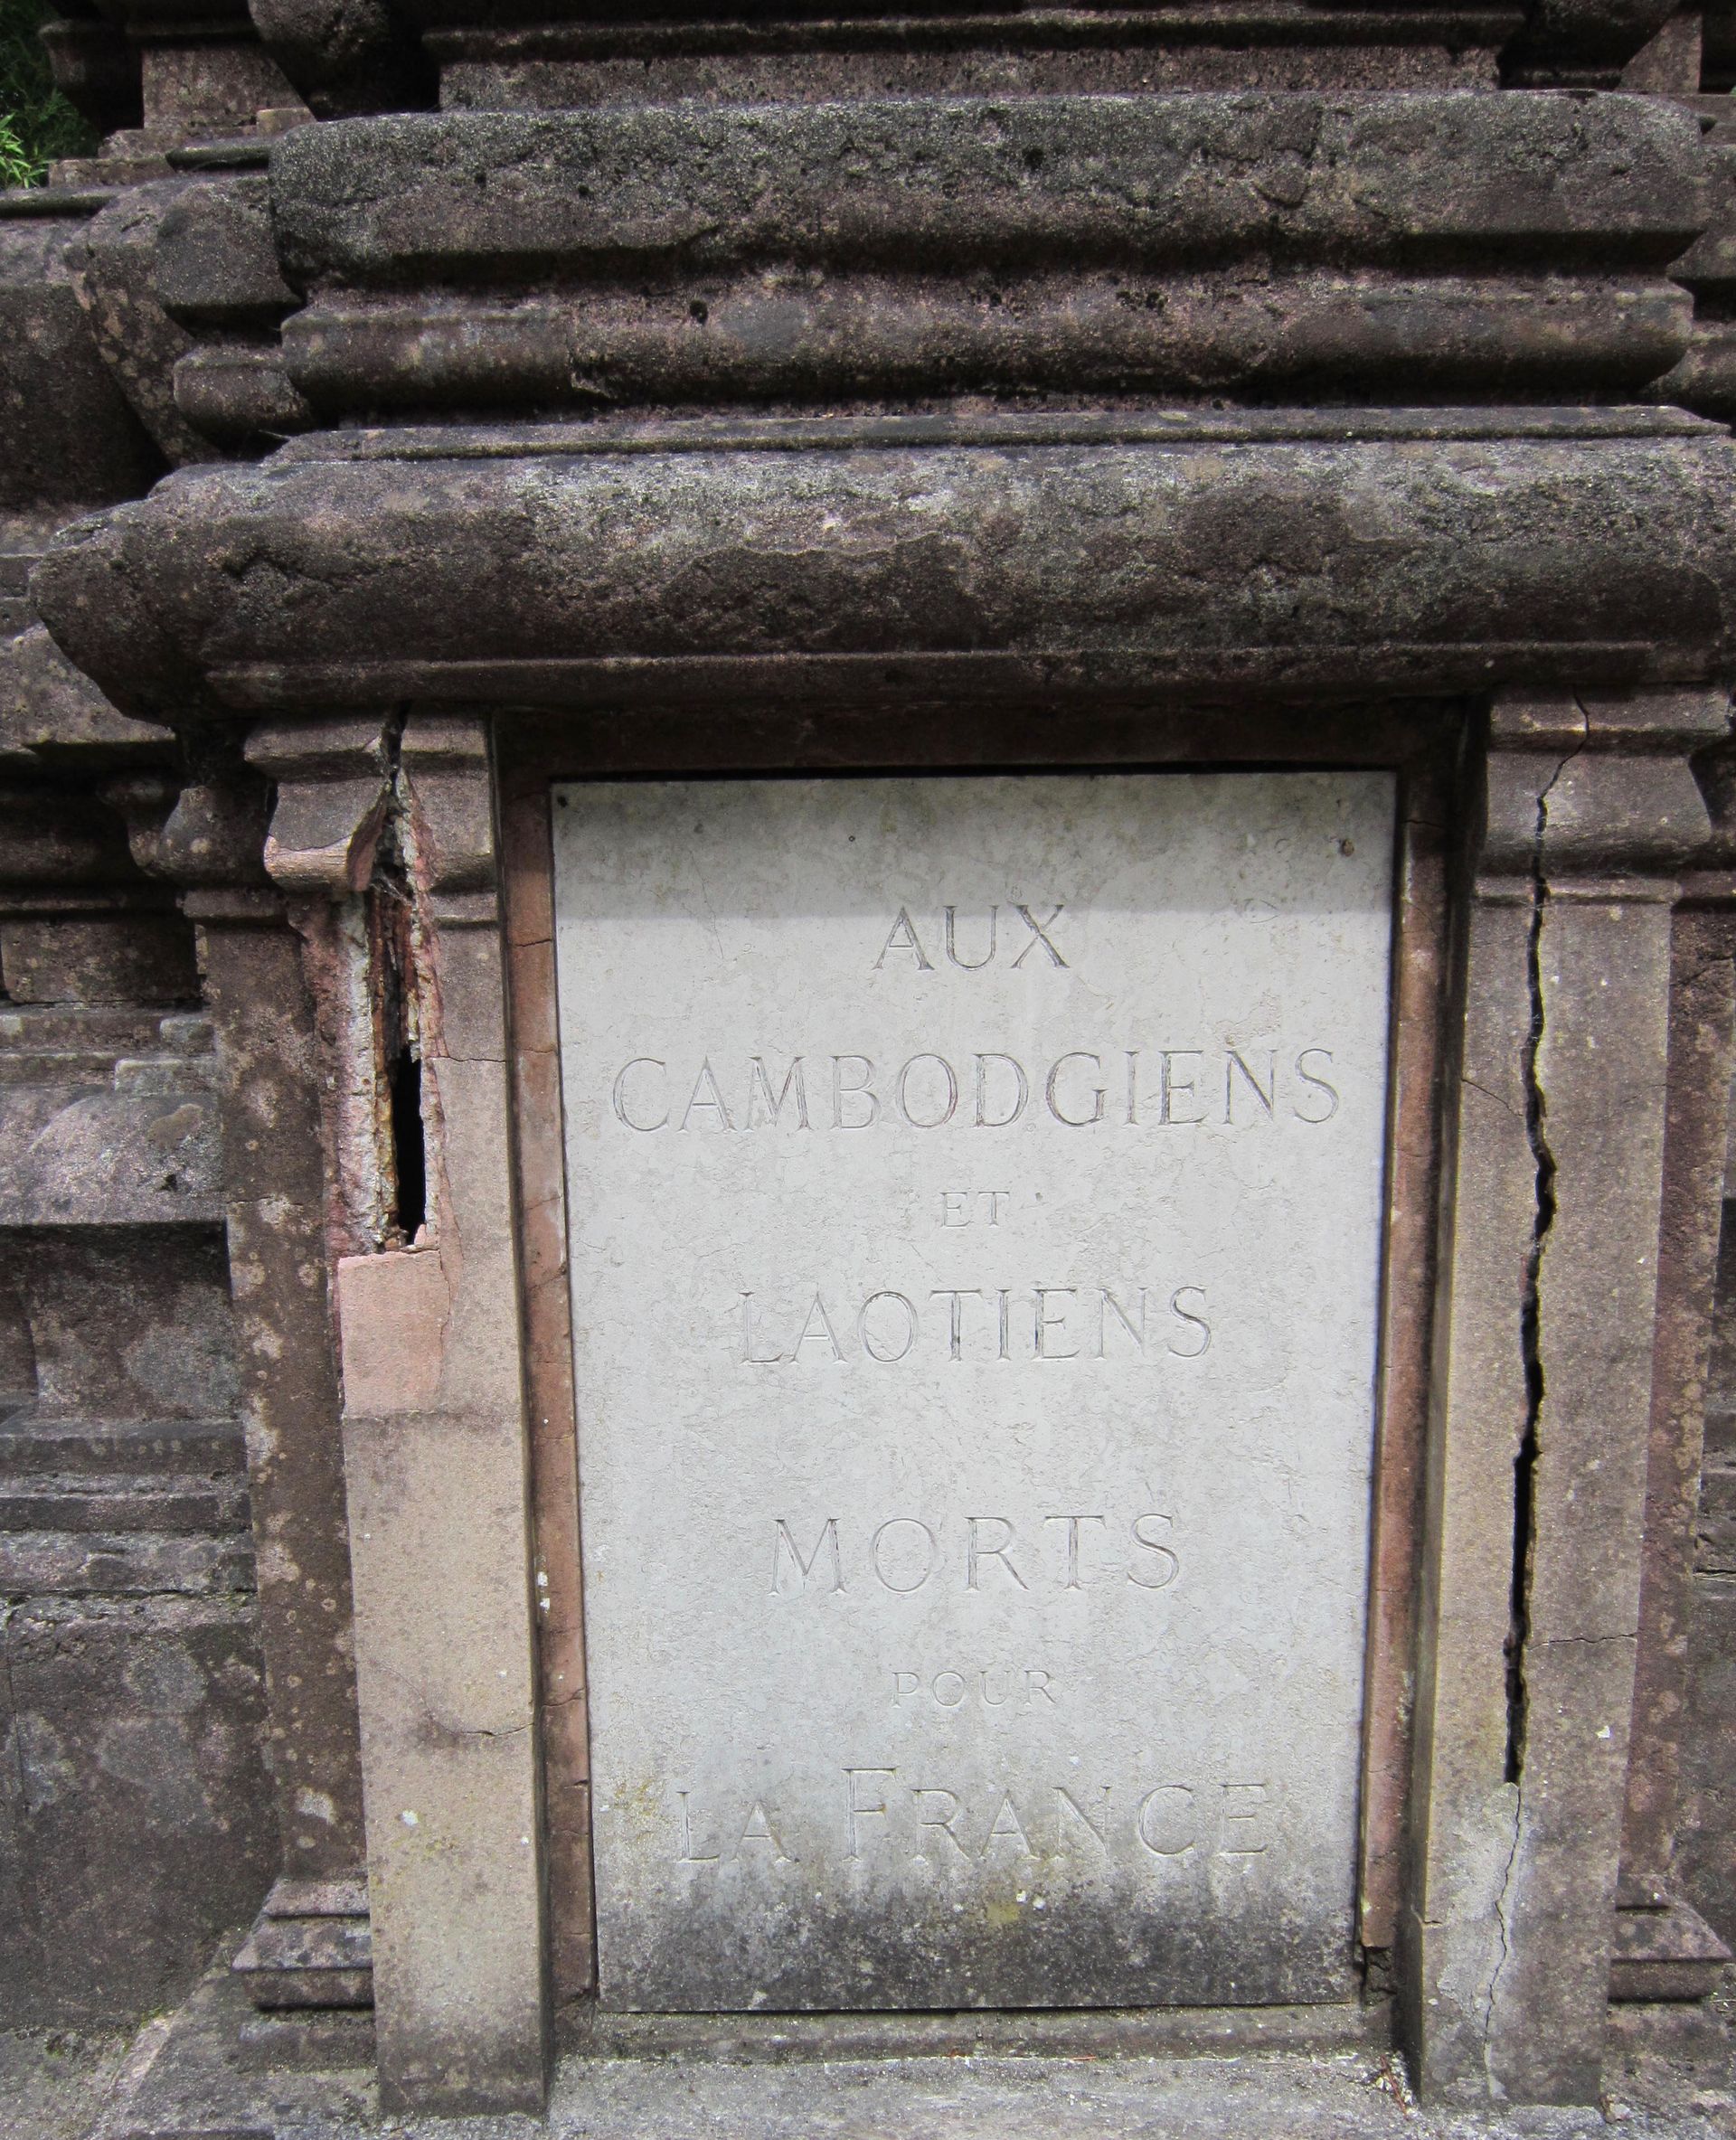 AUX
CAMBODGIENS
ET
LAOTIENS
MORTS
POUR
LA FRANCE